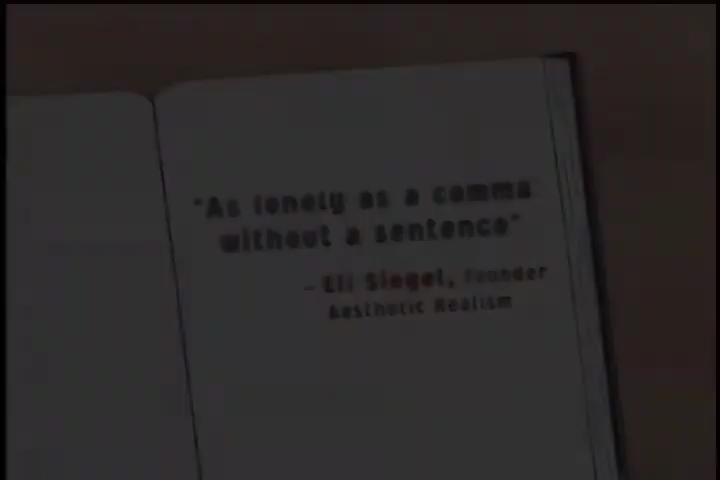 "As lonely as a comma
without a sentence"
– Eli Siegel, Founder
Aesthetic Realism